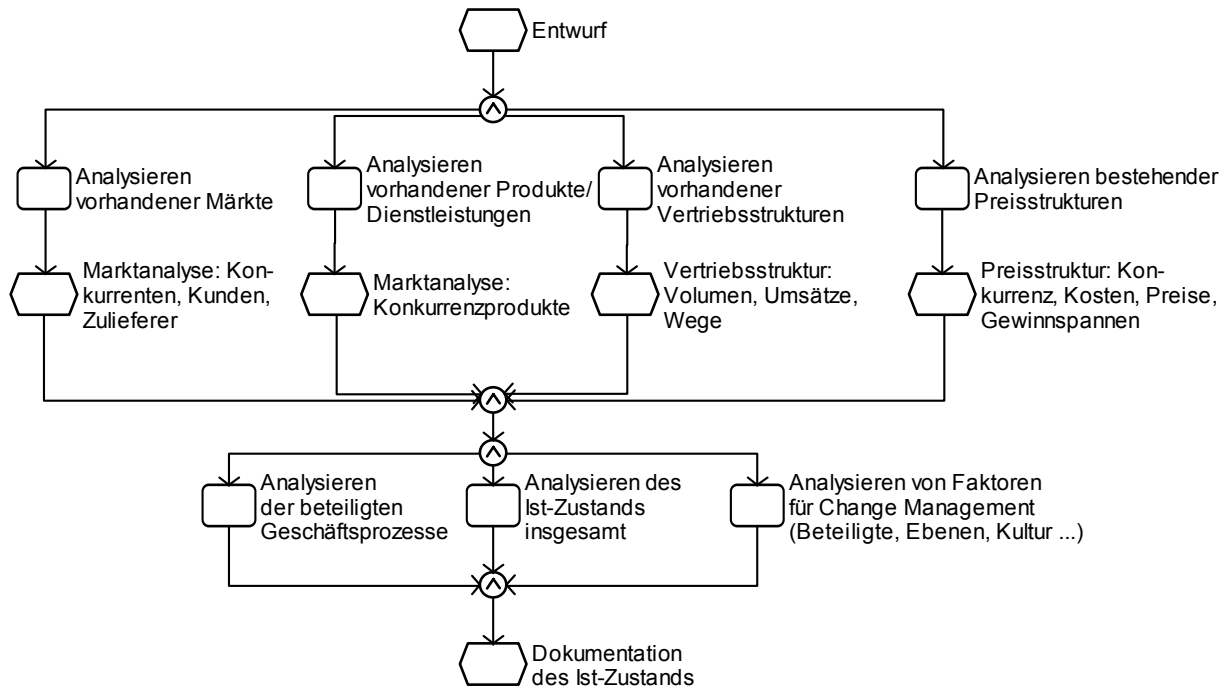 Entwurf
Analysieren
vorhandener Märkte
Analysieren
vorhandener Produkte/
Dienstleistungen
Analysieren
vorhandener
Vertriebsstrukturen
Analysieren bestehender
Preisstrukturen
Marktanalyse: Kon-
kurrenten, Kunden,
Zulieferer
Marktanalyse:
Konkurrenzprodukte
Vertriebsstruktur:
Volumen, Umsätze,
Wege
Preisstruktur: Kon-
kurrenz, Kosten, Preise,
Gewinnspannen
Analysieren
der beteiligten
Geschäftsprozesse
Analysieren des
Ist-Zustands
insgesamt
Analysieren von Faktoren
für Change Management
(Beteiligte, Ebenen, Kultur ...)
Dokumentation
des Ist-Zustands